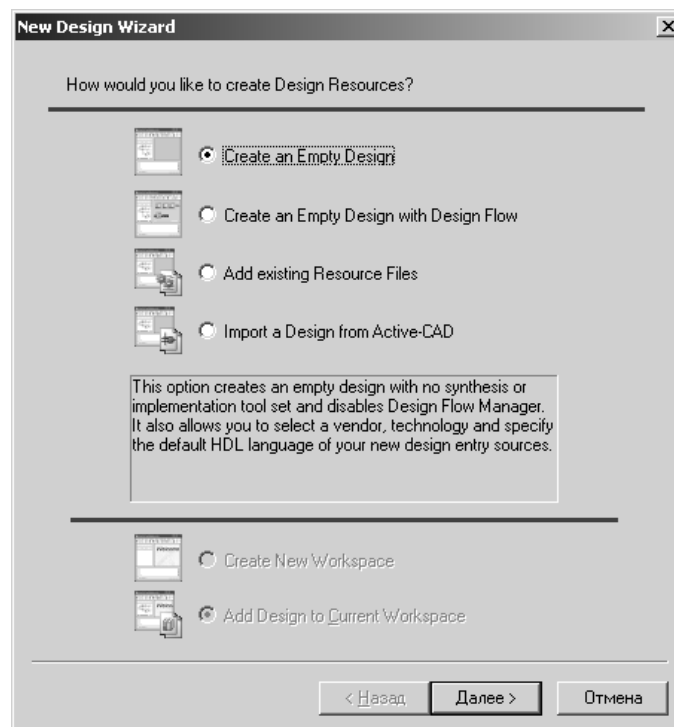 New Design Wizard
How would you like to create Design Resources?
Create an Empty Design
Create an Empty Design with Design Flow
Add existing Resource Files
Import a Design from Active-CAD
This option creates an empty design with no synthesis or
implementation tool set and disables Design Flow Manager.
It also allows you to select a vendor, technology and specify
the default HDL language of your new design entry sources.
Create New Workspace
Add Design to Current Workspace
< Назад
Далее >
Отмена